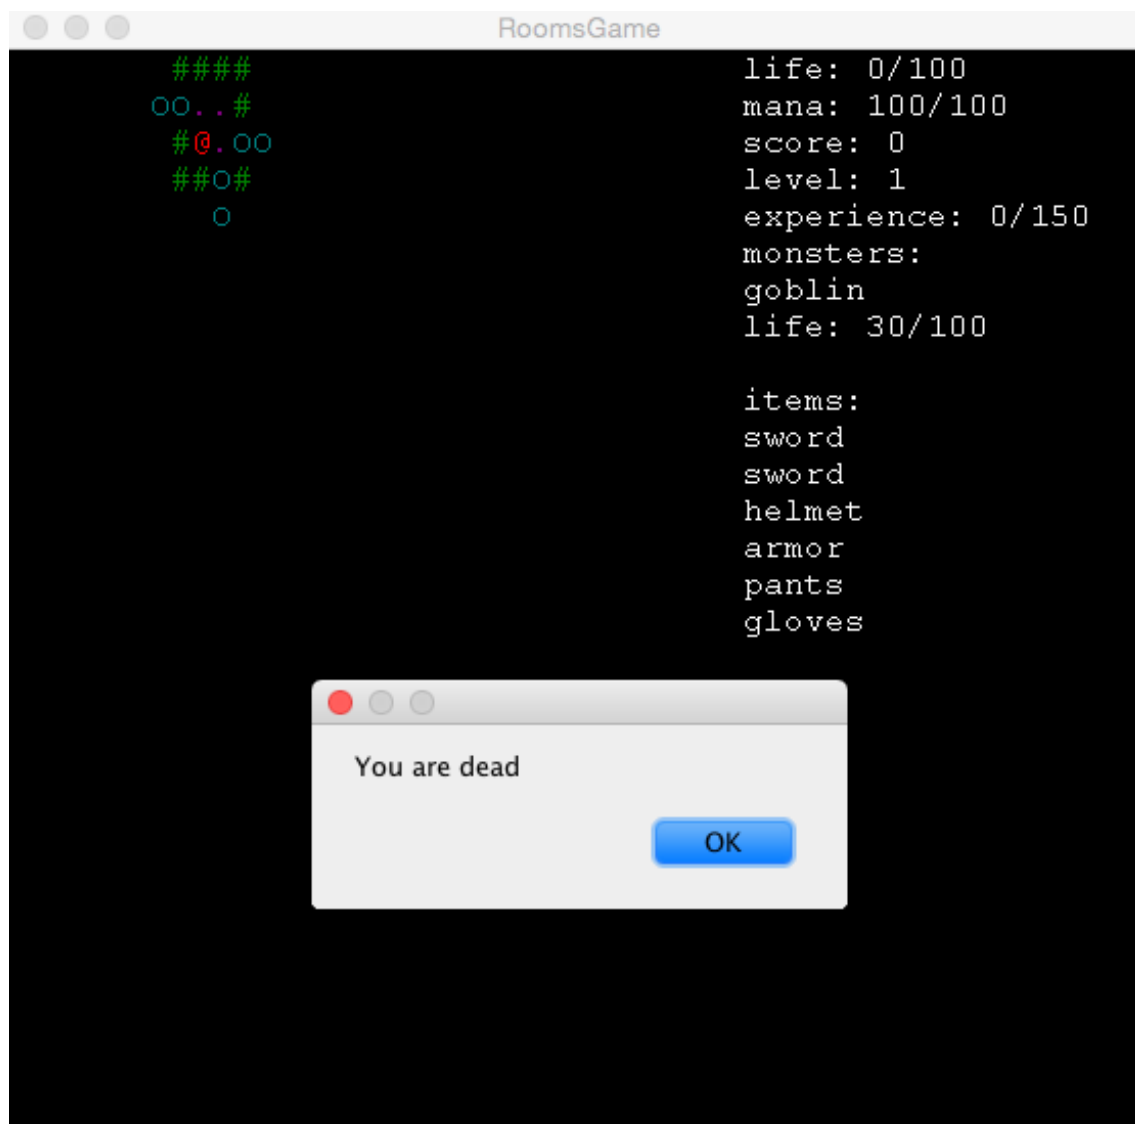 RoomsGame
####
OO..#
#@.OO
##O#
O
life: 0/100
mana: 100/100
score: 0
level: 1
experience: 0/150
monsters:
goblin
life: 30/100
items:
sword
sword
helmet
armor
pants
gloves
You are dead
OK